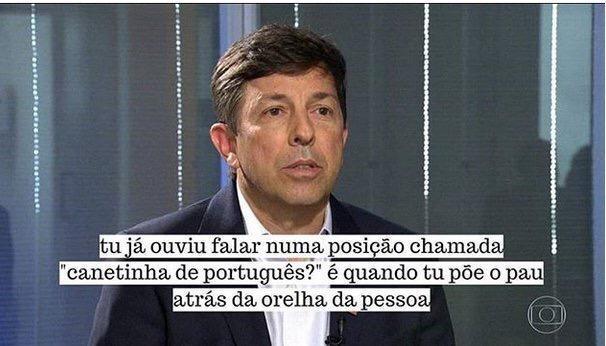 tu já ouviu falar numa posição chamada
"canetinha de português?" é quando tu põe o pau
atrás da orelha da pessoa